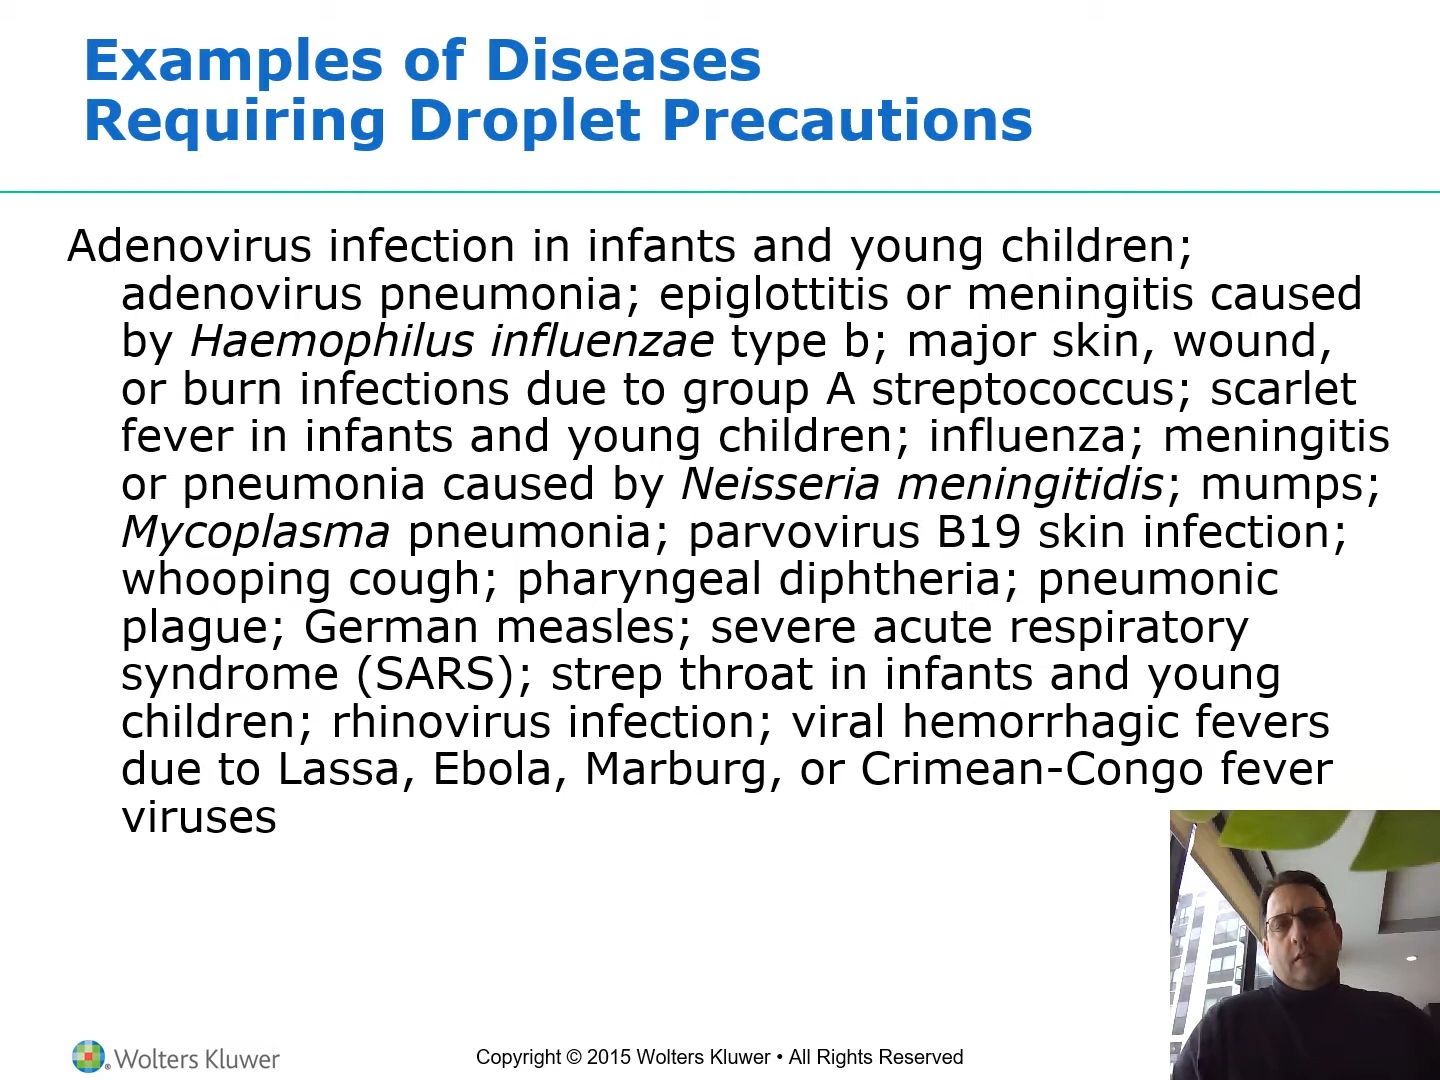 Examples of Diseases
Requiring Droplet Precautions
Adenovirus infection in infants and young children;
adenovirus pneumonia; epiglottitis or meningitis caused
by Haemophilus influenzae type b; major skin, wound,
or burn infections due to group A streptococcus; scarlet
fever in infants and young children; influenza; meningitis
or pneumonia caused by Neisseria meningitidis; mumps;
Mycoplasma pneumonia; parvovirus B19 skin infection;
whooping cough; pharyngeal diphtheria; pneumonic
plague; German measles; severe acute respiratory
syndrome (SARS); strep throat in infants and young
children; rhinovirus infection; viral hemorrhagic fevers
due to Lassa, Ebola, Marburg, or Crimean-Congo fever
viruses
® Wolters Kluwer
Copyright © 2015 Wolters Kluwer • All Rights Reserved